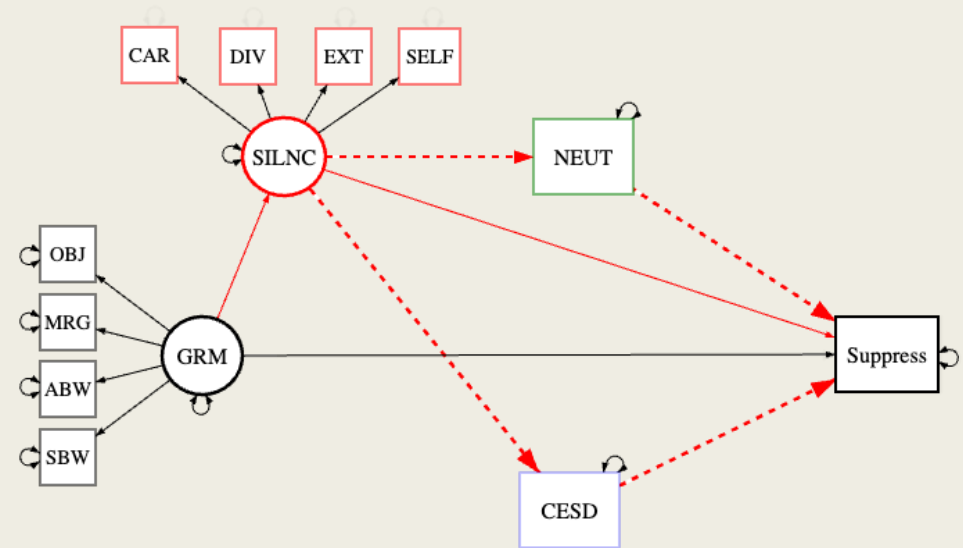 CAR
DIV
EXT
SELF
SILNC
NEUT
OBJ
MRG
GRM
ABW
SBW
Suppress
CESD